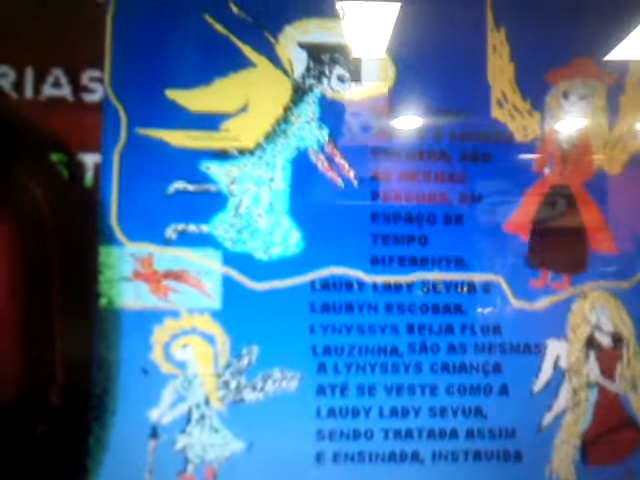 RIAS
ST
SÃO
AS MESMAS
PESSOAS, EM
ESPAÇO DE
TEMPO
DIFERENTE.
LAUDY LADY SEYUR E
LAURYN ESCOBAR.
LYNYSSYS BEIJA FLOR
LAUZINHA, SÃO AS MESMAS
A LYNYSSYS CRIANÇA
ATÉ SE VESTE COMO A
LAUDY LADY SEYUR,
SENDO TRATADA ASSIM
E ENSINADA, INSTRUIDA